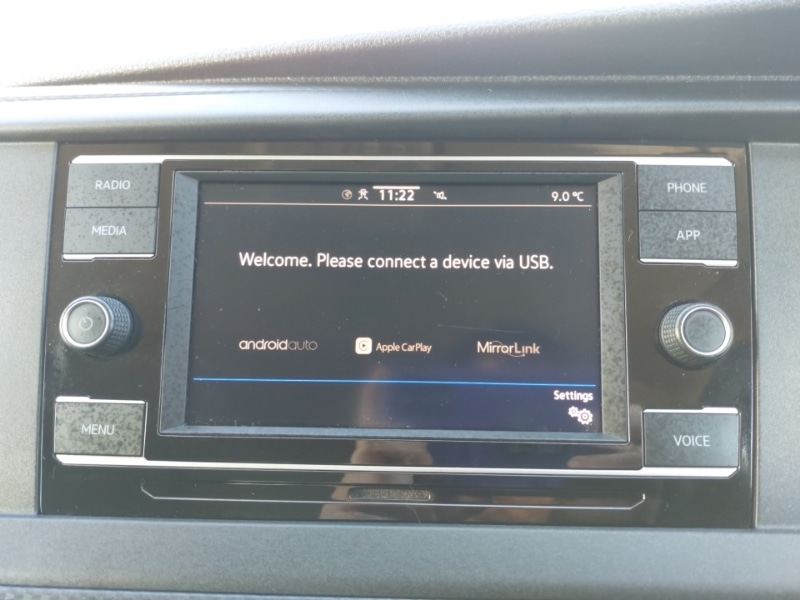 RADIO
MEDIA
MENU
11:22
9.0 °C
Welcome. Please connect a device via USB.
androidauto
Apple CarPlay
MirrorLink
Settings
PHONE
APP
VOICE